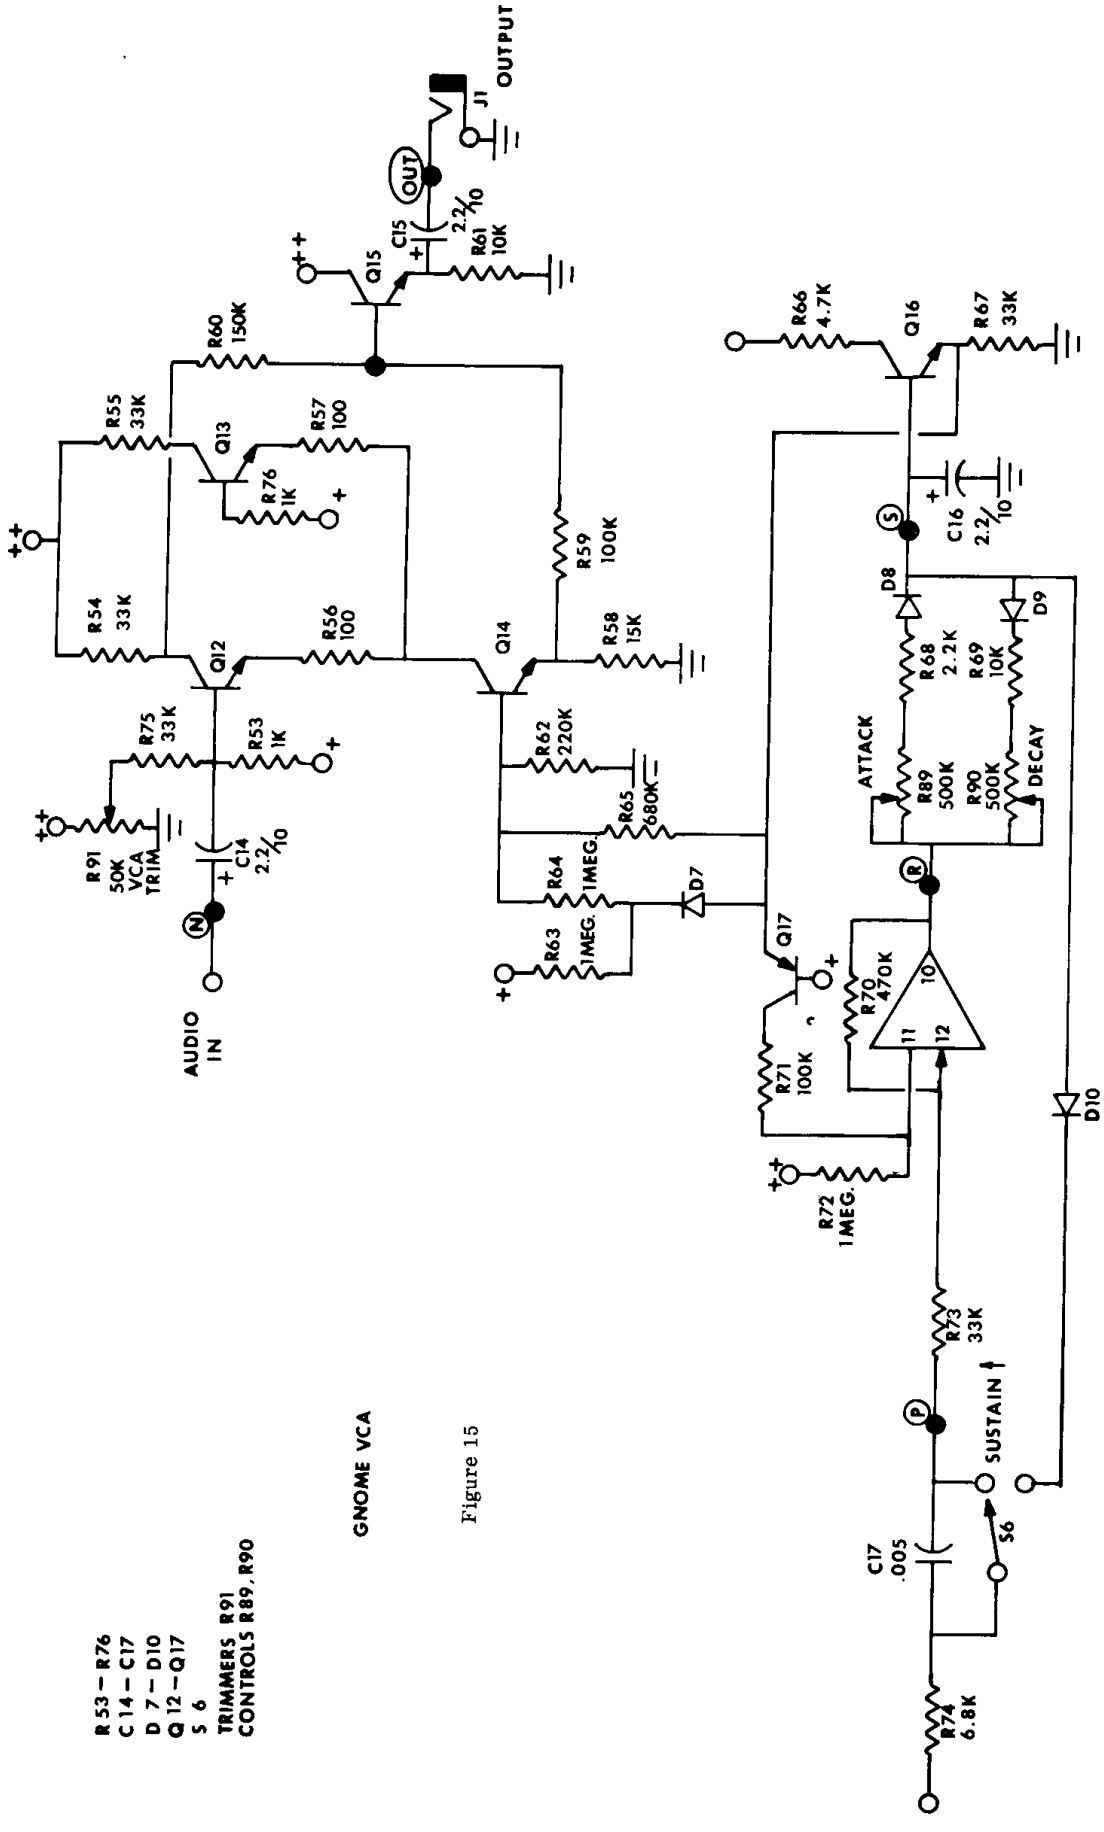 R 53 – R76
C 14 – C17
D 7 – D10
Q 12 – Q17
S 6
TRIMMERS R91
CONTROLS R89, R90
GNOME VCA
Figure 15
AUDIO
IN
N
R91
50K
VCA
TRIM
++
C14
2.2/10
+
R75
33K
R53
1K
+
++
R54
33K
Q12
R56
100
R55
33K
Q13
R76
1K
+
R57
100
R60
150K
++
Q15
C15
+
2.2/10
R61
10K
OUT
J1
OUTPUT
Q14
R58
15K
R59
100K
R62
220K
R65
680K
R64
1MEG.
R63
1MEG.
+
D7
Q17
+
R71
100K
++
R72
1MEG.
R70
470K
11
12
10
R
ATTACK
R89
500K
R90
500K
DECAY
R68
2.2K
R69
10K
D8
D9
S
+
C16
2.2/10
R66
4.7K
Q16
R67
33K
D10
R73
33K
P
SUSTAIN
S6
C17
.005
R74
6.8K